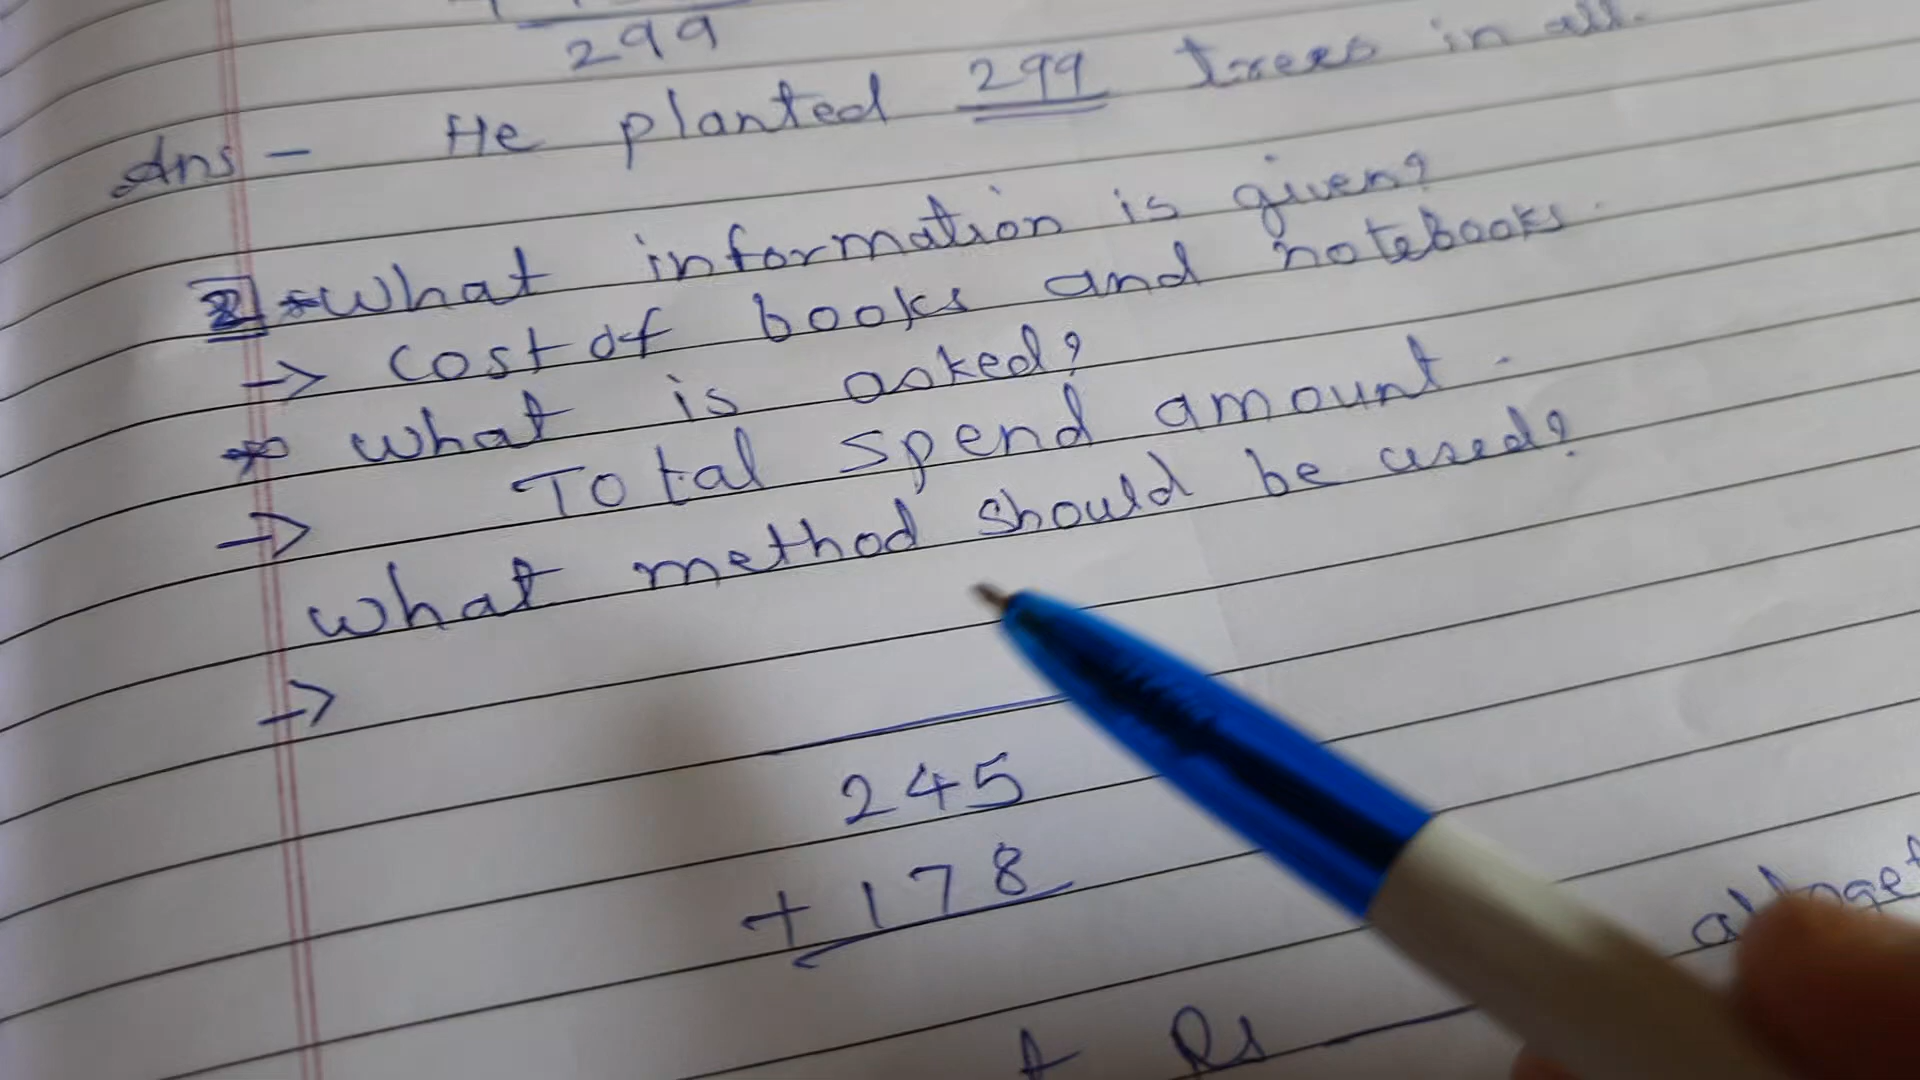 299
Ans - He planted 299 trees in all.
2 * What information is given?
-> Cost of books and notebooks.
* What is asked?
-> Total spend amount.
What method should be used?
->
245
+ 178
Rs